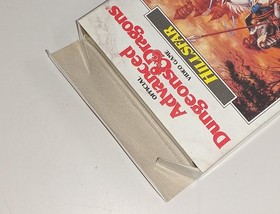 OFFICIAL
Advanced
Dungeons & Dragons
VIDEO GAME
HILLSFAR